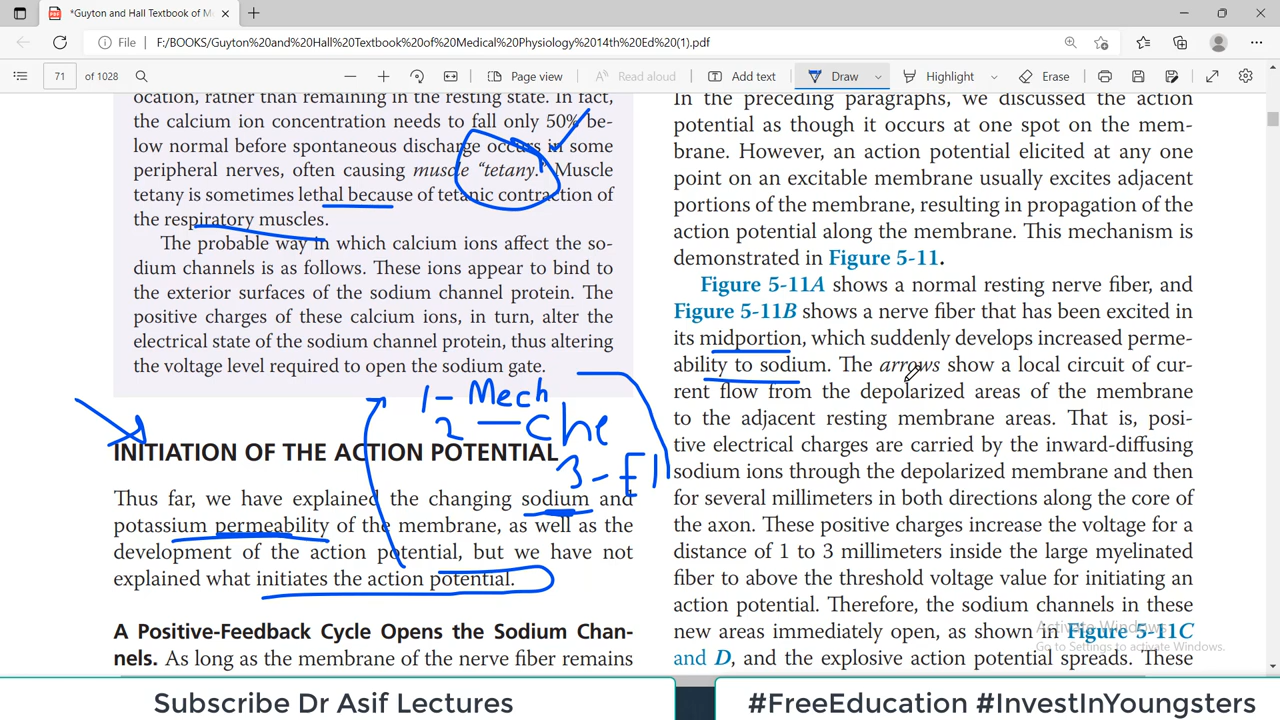 *Guyton and Hall Textbook of M
File
F:/BOOKS/Guyton%20and%20Hall%20Textbook%20of%20Medical%20Physiology%2014th%20Ed%20(1).pdf
71 of 1028
Page view
Read aloud
Add text
Draw
Highlight
Erase
ocation, rather than remaining in the resting state. In fact,
the calcium ion concentration needs to fall only 50% be-
low normal before spontaneous discharge occurs in some
peripheral nerves, often causing muscle “tetany.” Muscle
tetany is sometimes lethal because of tetanic contraction of
the respiratory muscles.
The probable way in which calcium ions affect the so-
dium channels is as follows. These ions appear to bind to
the exterior surfaces of the sodium channel protein. The
positive charges of these calcium ions, in turn, alter the
electrical state of the sodium channel protein, thus altering
the voltage level required to open the sodium gate.
1- Mech
2 - Che
3 - El
INITIATION OF THE ACTION POTENTIAL
Thus far, we have explained the changing sodium and
potassium permeability of the membrane, as well as the
development of the action potential, but we have not
explained what initiates the action potential.
A Positive-Feedback Cycle Opens the Sodium Chan-
nels. As long as the membrane of the nerve fiber remains
In the preceding paragraphs, we discussed the action
potential as though it occurs at one spot on the mem-
brane. However, an action potential elicited at any one
point on an excitable membrane usually excites adjacent
portions of the membrane, resulting in propagation of the
action potential along the membrane. This mechanism is
demonstrated in Figure 5-11.
Figure 5-11A shows a normal resting nerve fiber, and
Figure 5-11B shows a nerve fiber that has been excited in
its midportion, which suddenly develops increased perme-
ability to sodium. The arrows show a local circuit of cur-
rent flow from the depolarized areas of the membrane
to the adjacent resting membrane areas. That is, posi-
tive electrical charges are carried by the inward-diffusing
sodium ions through the depolarized membrane and then
for several millimeters in both directions along the core of
the axon. These positive charges increase the voltage for a
distance of 1 to 3 millimeters inside the large myelinated
fiber to above the threshold voltage value for initiating an
action potential. Therefore, the sodium channels in these
new areas immediately open, as shown in Figure 5-11C
and D, and the explosive action potential spreads. These
Activate Windows
Go to Settings to activate Windows.
Subscribe Dr Asif Lectures
#FreeEducation #InvestInYoungsters